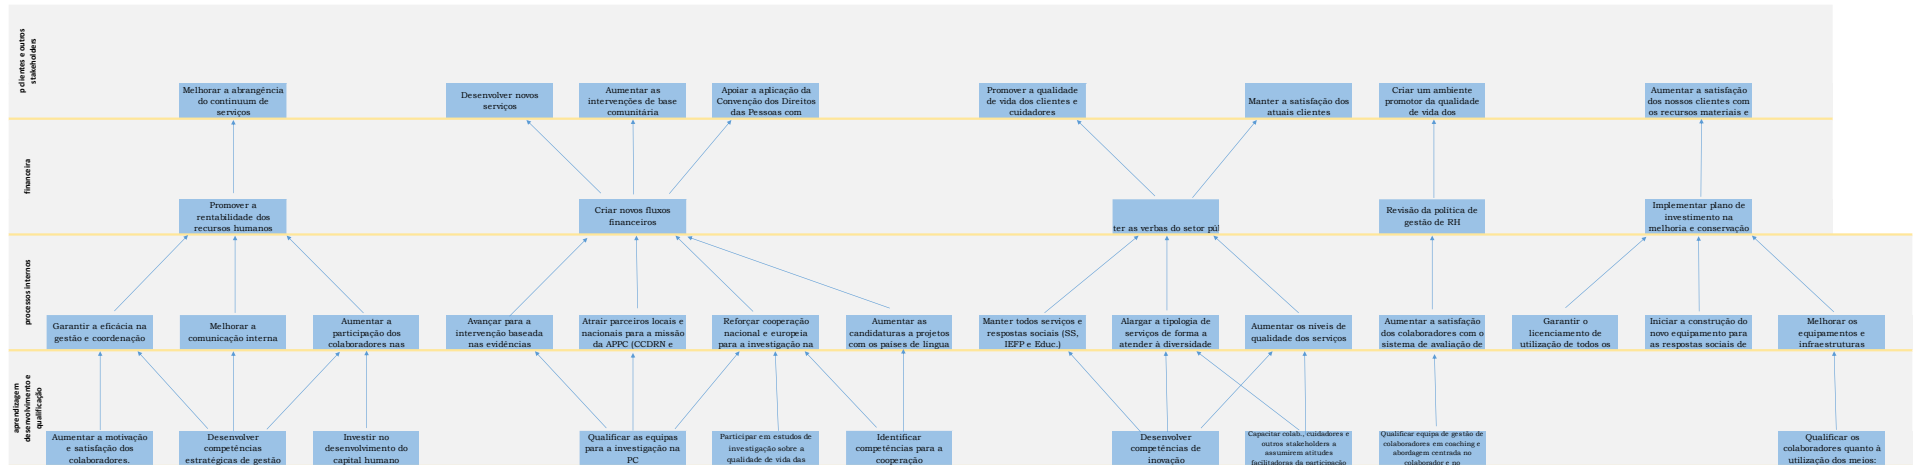 p clientes e outros
stakeholders
Melhorar a abrangência
do continuum de
serviços
Desenvolver novos
serviços
Aumentar as
intervenções de base
comunitária
Apoiar a aplicação da
Convenção dos Direitos
das Pessoas com
Promover a qualidade
de vida dos clientes e
cuidadores
Manter a satisfação dos
atuais clientes
Criar um ambiente
promotor da qualidade
de vida dos
Aumentar a satisfação
dos nossos clientes com
os recursos materiais e
financeira
Promover a
rentabilidade dos
recursos humanos
Criar novos fluxos
financeiros
ter as verbas do setor púl
Revisão da política de
gestão de RH
Implementar plano de
investimento na
melhoria e conservação
processos internos
Garantir a eficácia na
gestão e coordenação
Melhorar a
comunicação interna
Aumentar a
participação dos
colaboradores nas
Avançar para a
intervenção baseada
nas evidências
Atrair parceiros locais e
nacionais para a missão
da APPC (CCDRN e
Reforçar cooperação
nacional e europeia
para a investigação na
Aumentar as
candidaturas a projetos
com os países de língua
Manter todos serviços e
respostas sociais (SS,
IEFP e Educ.)
Alargar a tipologia de
serviços de forma a
atender à diversidade
Aumentar os níveis de
qualidade dos serviços
Aumentar a satisfação
dos colaboradores com o
sistema de avaliação de
Garantir o
licenciamento de
utilização de todos os
Iniciar a construção do
novo equipamento para
as respostas sociais de
Melhorar os
equipamentos e
infraestruturas
aprendizagem
desenvolvimento e
qualificação
Aumentar a motivação
e satisfação dos
colaboradores.
Desenvolver
competências
estratégicas de gestão
Investir no
desenvolvimento do
capital humano
Qualificar as equipas
para a investigação na
PC
Participar em estudos de
investigação sobre a
qualidade de vida das
Identificar
competências para a
cooperação
Desenvolver
competências de
inovação
Capacitar colab., cuidadores e
outros stakeholders a
assumirem atitudes
facilitadoras da participação
Qualificar equipa de gestão de
colaboradores em coaching e
abordagem centrada no
colaborador e no
Qualificar os
colaboradores quanto à
utilização dos meios: